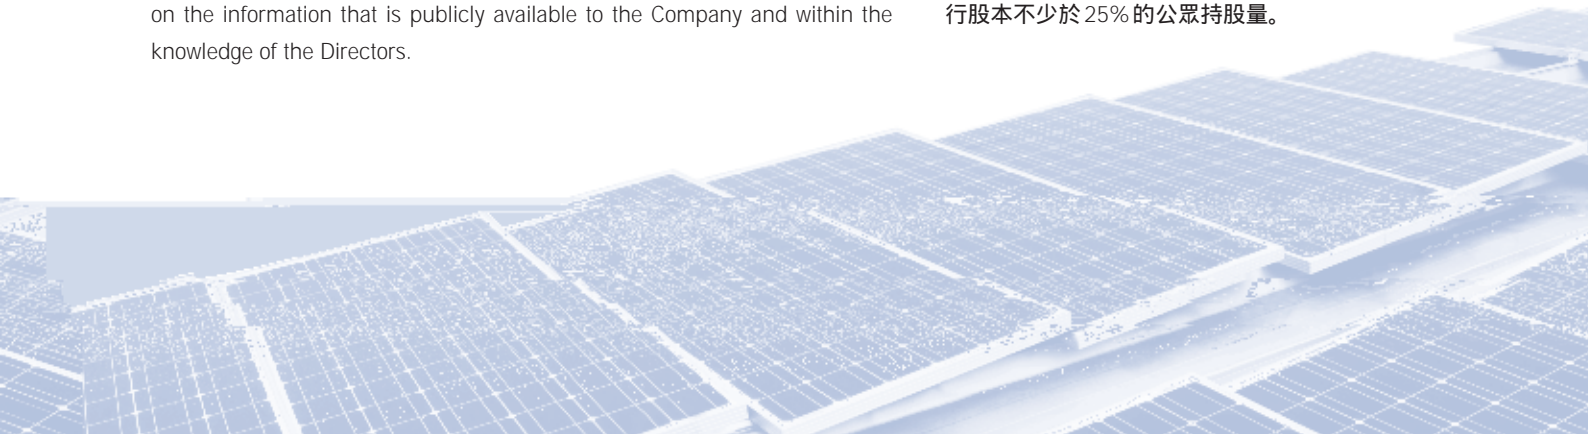 on the information that is publicly available to the Company and within the
knowledge of the Directors.
行股本不少於25%的公眾持股量。